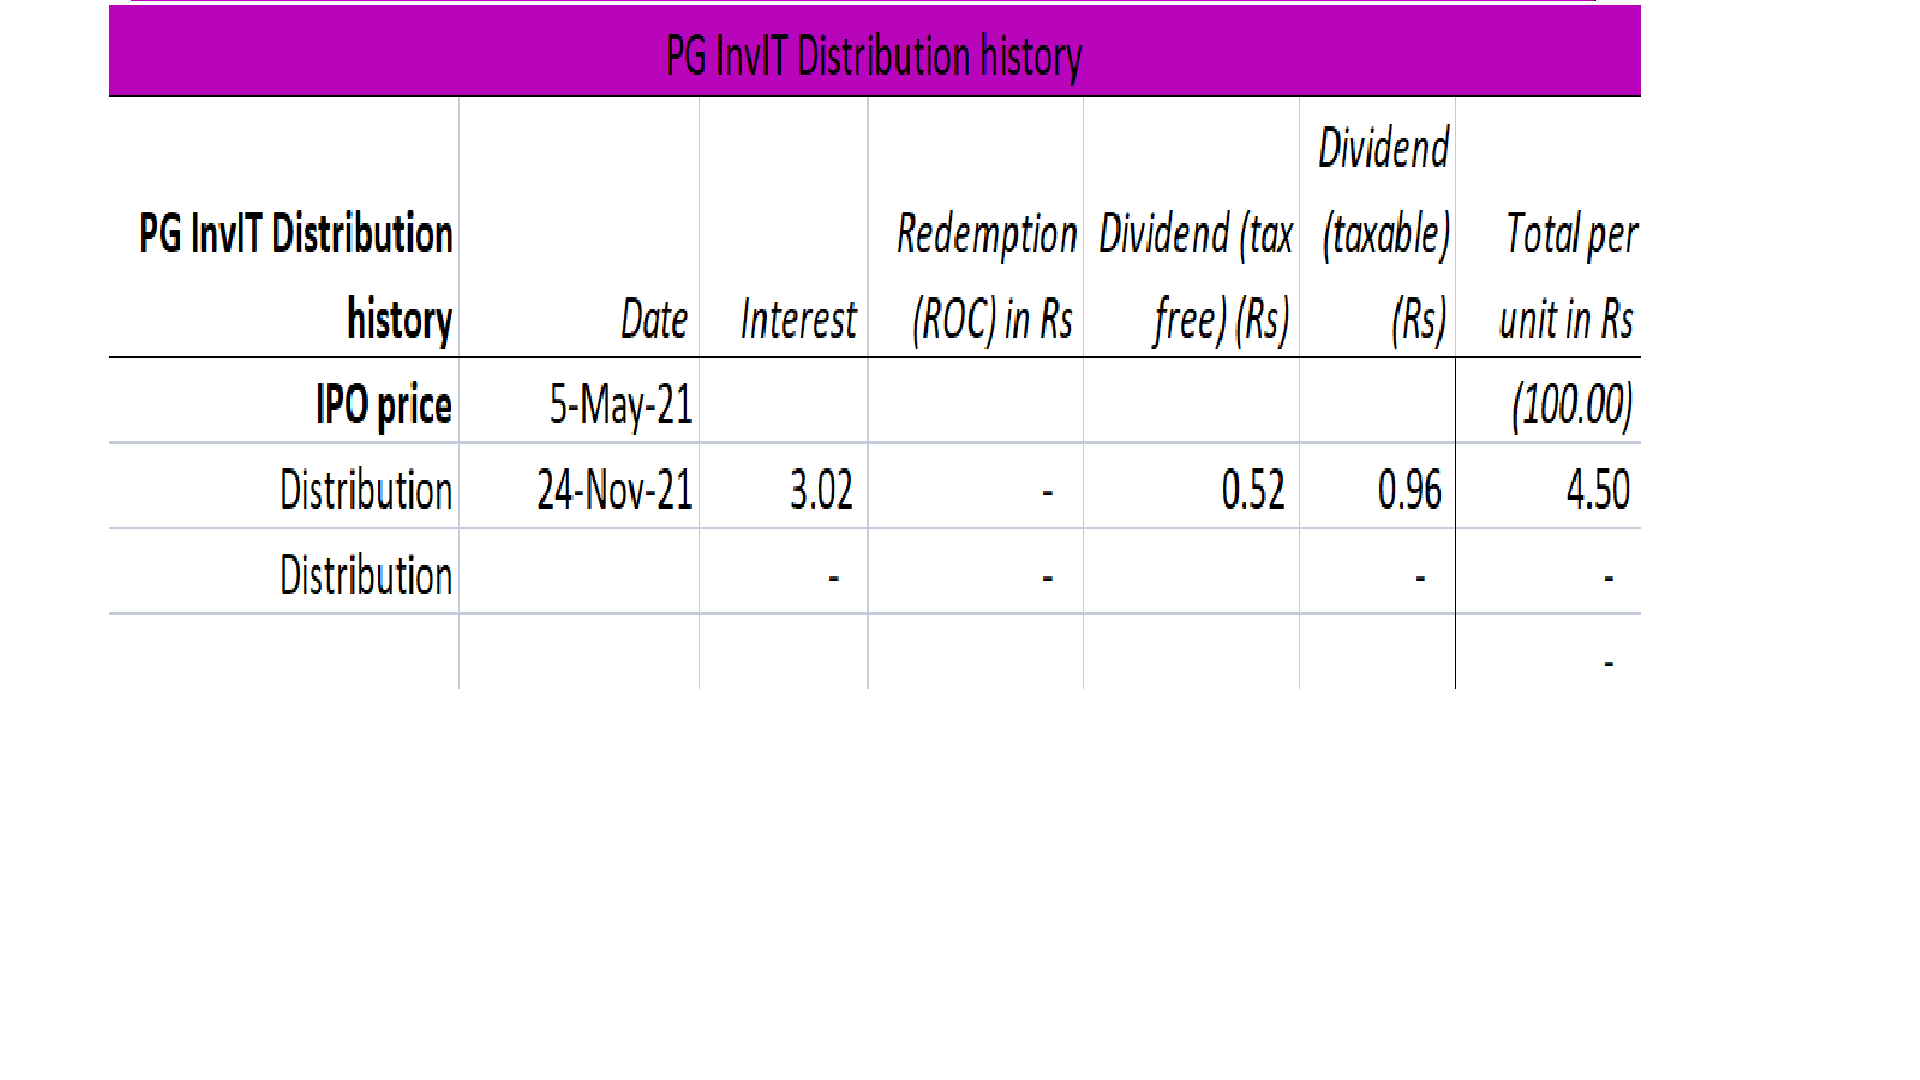 PG InvIT Distribution history
PG InvIT Distribution history Date Interest Redemption (ROC) in Rs Dividend (tax free) (Rs) Dividend (taxable) (Rs) Total per unit in Rs
IPO price 5-May-21 (100.00)
Distribution 24-Nov-21 3.02 - 0.52 0.96 4.50
Distribution - - - -
-